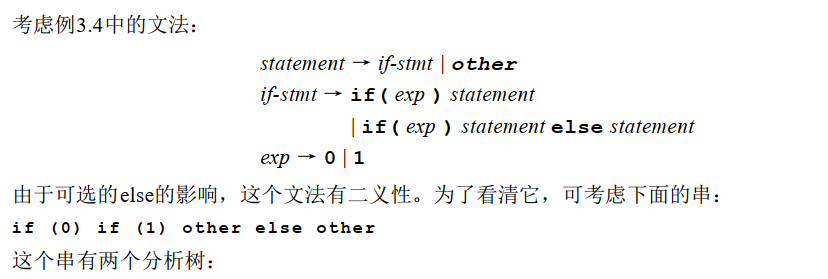 考虑例3.4中的文法：
statement → if-stmt | other
if-stmt → if ( exp ) statement
| if ( exp ) statement else statement
exp → 0 | 1
由于可选的else的影响，这个文法有二义性。为了看清它，可考虑下面的串：
if (0) if (1) other else other
这个串有两个分析树：